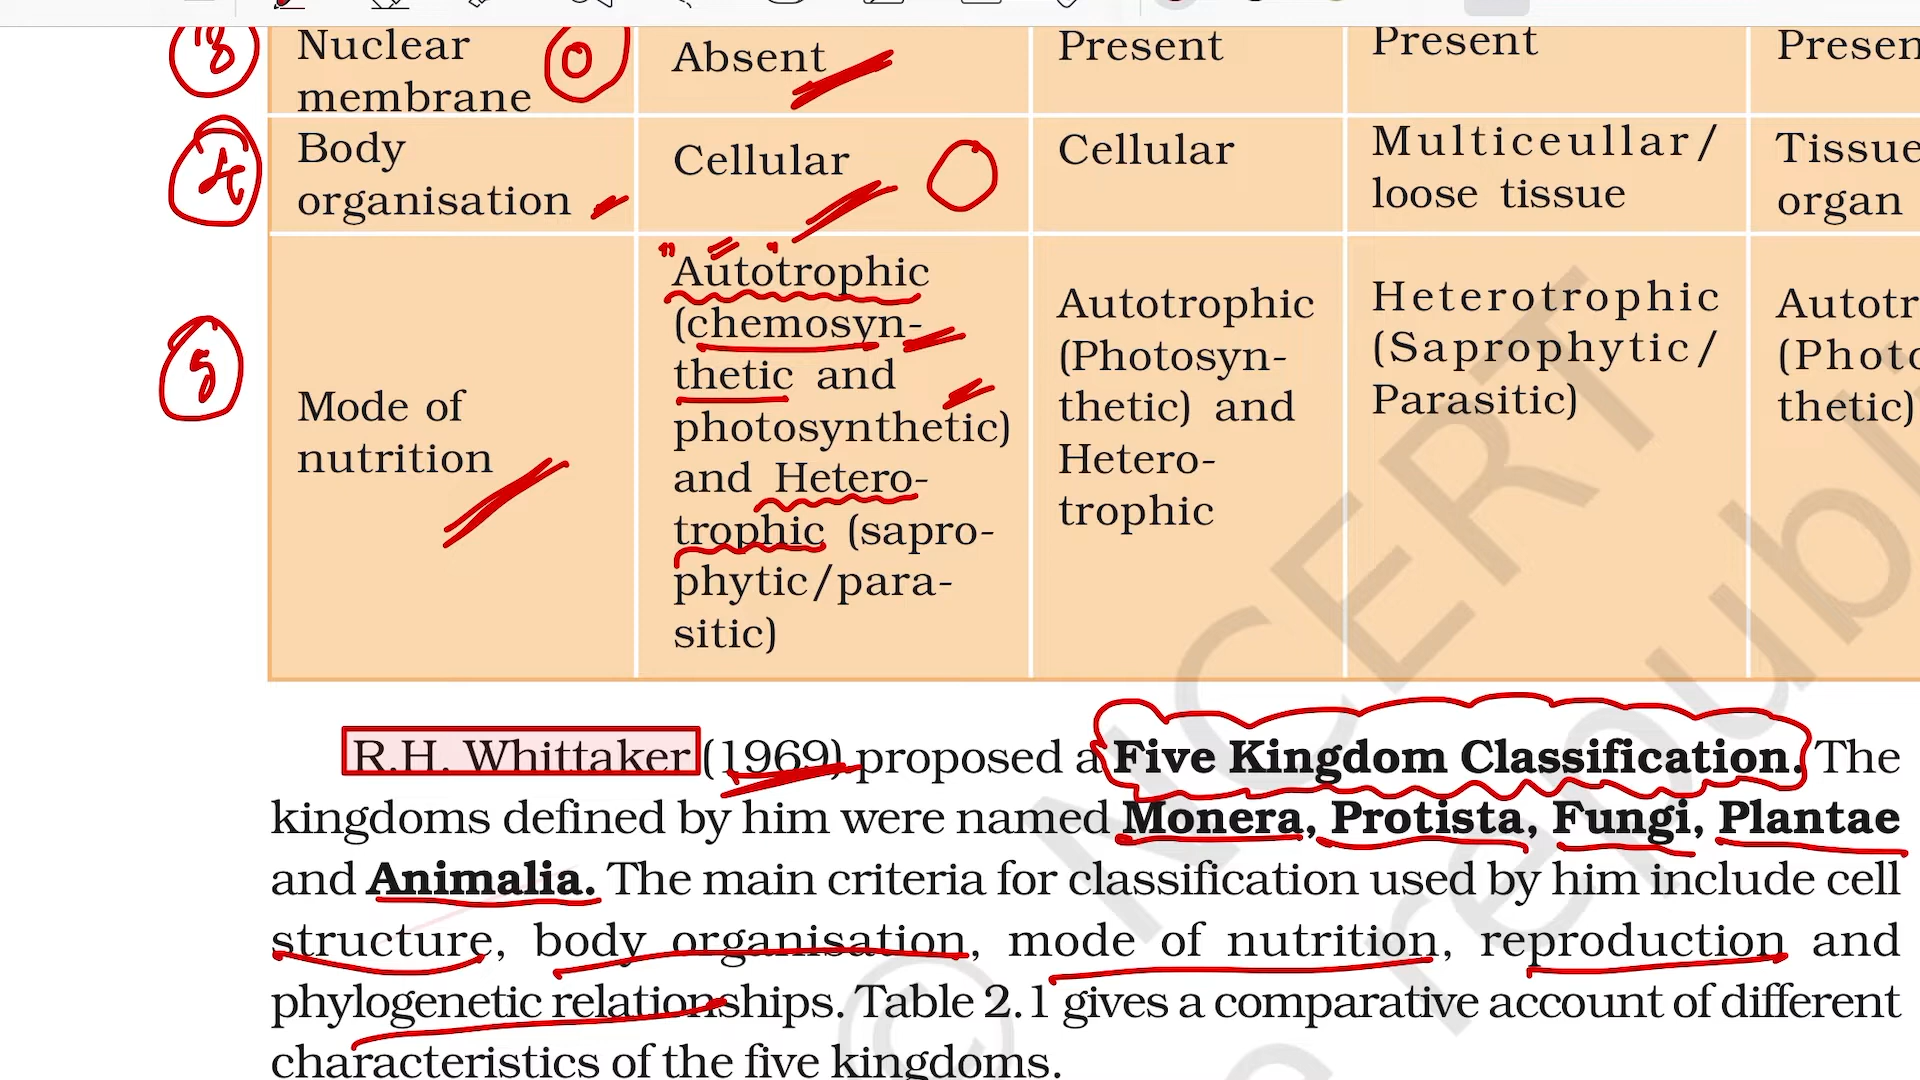 Nuclear membrane
Absent
Present
Present
Presen
4
Body organisation
Cellular
Cellular
Multiceullar/
loose tissue
Tissue
organ
5
Mode of nutrition
Autotrophic
(chemosyn-
thetic and
photosynthetic)
and Hetero-
trophic (sapro-
phytic/para-
sitic)
Autotrophic
(Photosyn-
thetic) and
Hetero-
trophic
Heterotrophic
(Saprophytic/
Parasitic)
Autotr
(Photo
thetic)
R.H. Whittaker (1969) proposed a Five Kingdom Classification. The
kingdoms defined by him were named Monera, Protista, Fungi, Plantae
and Animalia. The main criteria for classification used by him include cell
structure, body organisation, mode of nutrition, reproduction and
phylogenetic relationships. Table 2.1 gives a comparative account of different
characteristics of the five kingdoms.
© NCERT
republi